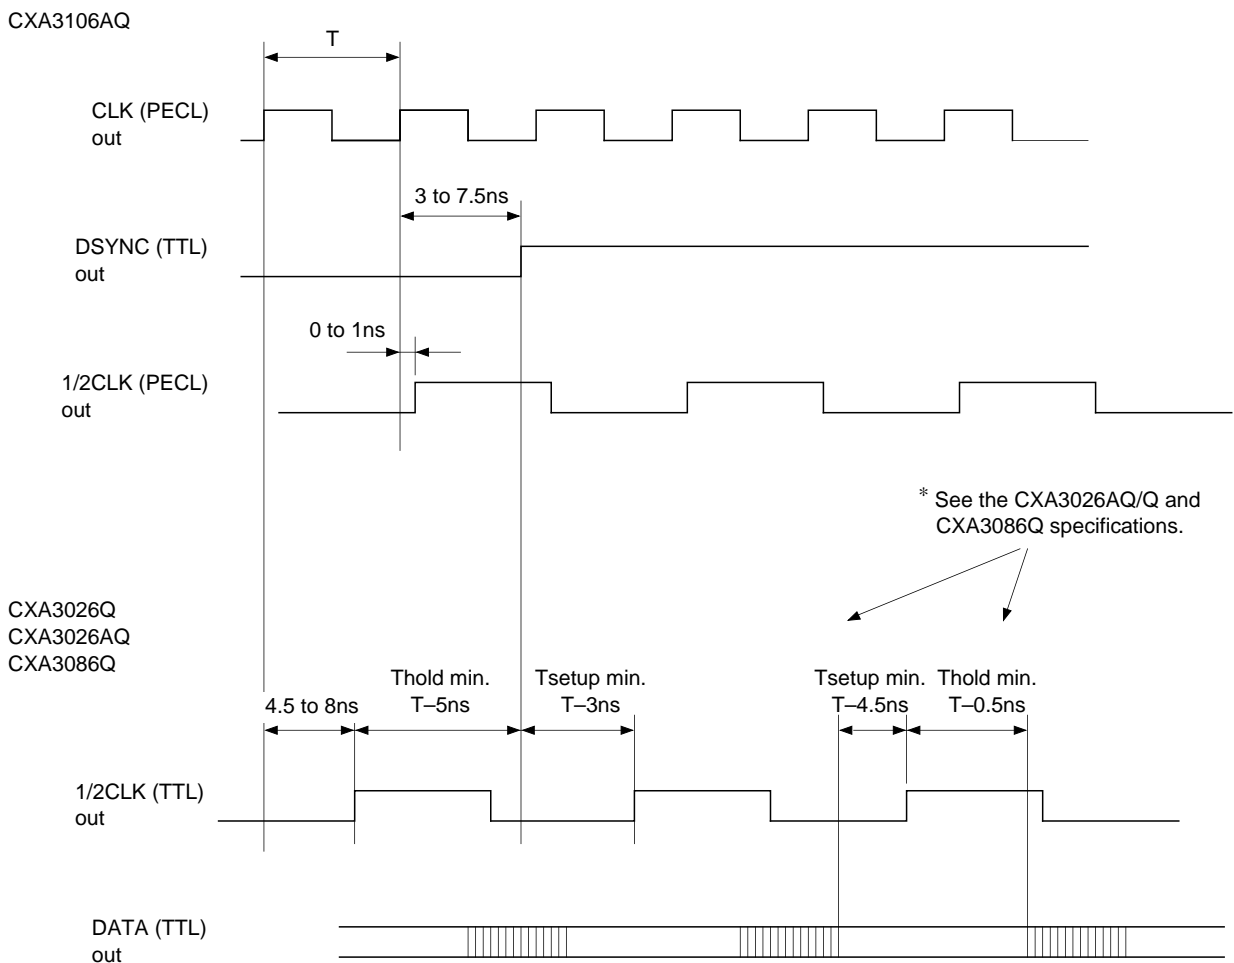 CXA3106AQ
T
CLK (PECL)
out
3 to 7.5ns
DSYNC (TTL)
out
0 to 1ns
1/2CLK (PECL)
out
* See the CXA3026AQ/Q and
CXA3086Q specifications.
CXA3026Q
CXA3026AQ
CXA3086Q
Thold min. Tsetup min. Tsetup min. Thold min.
4.5 to 8ns T–5ns T–3ns T–4.5ns T–0.5ns
1/2CLK (TTL)
out
DATA (TTL)
out